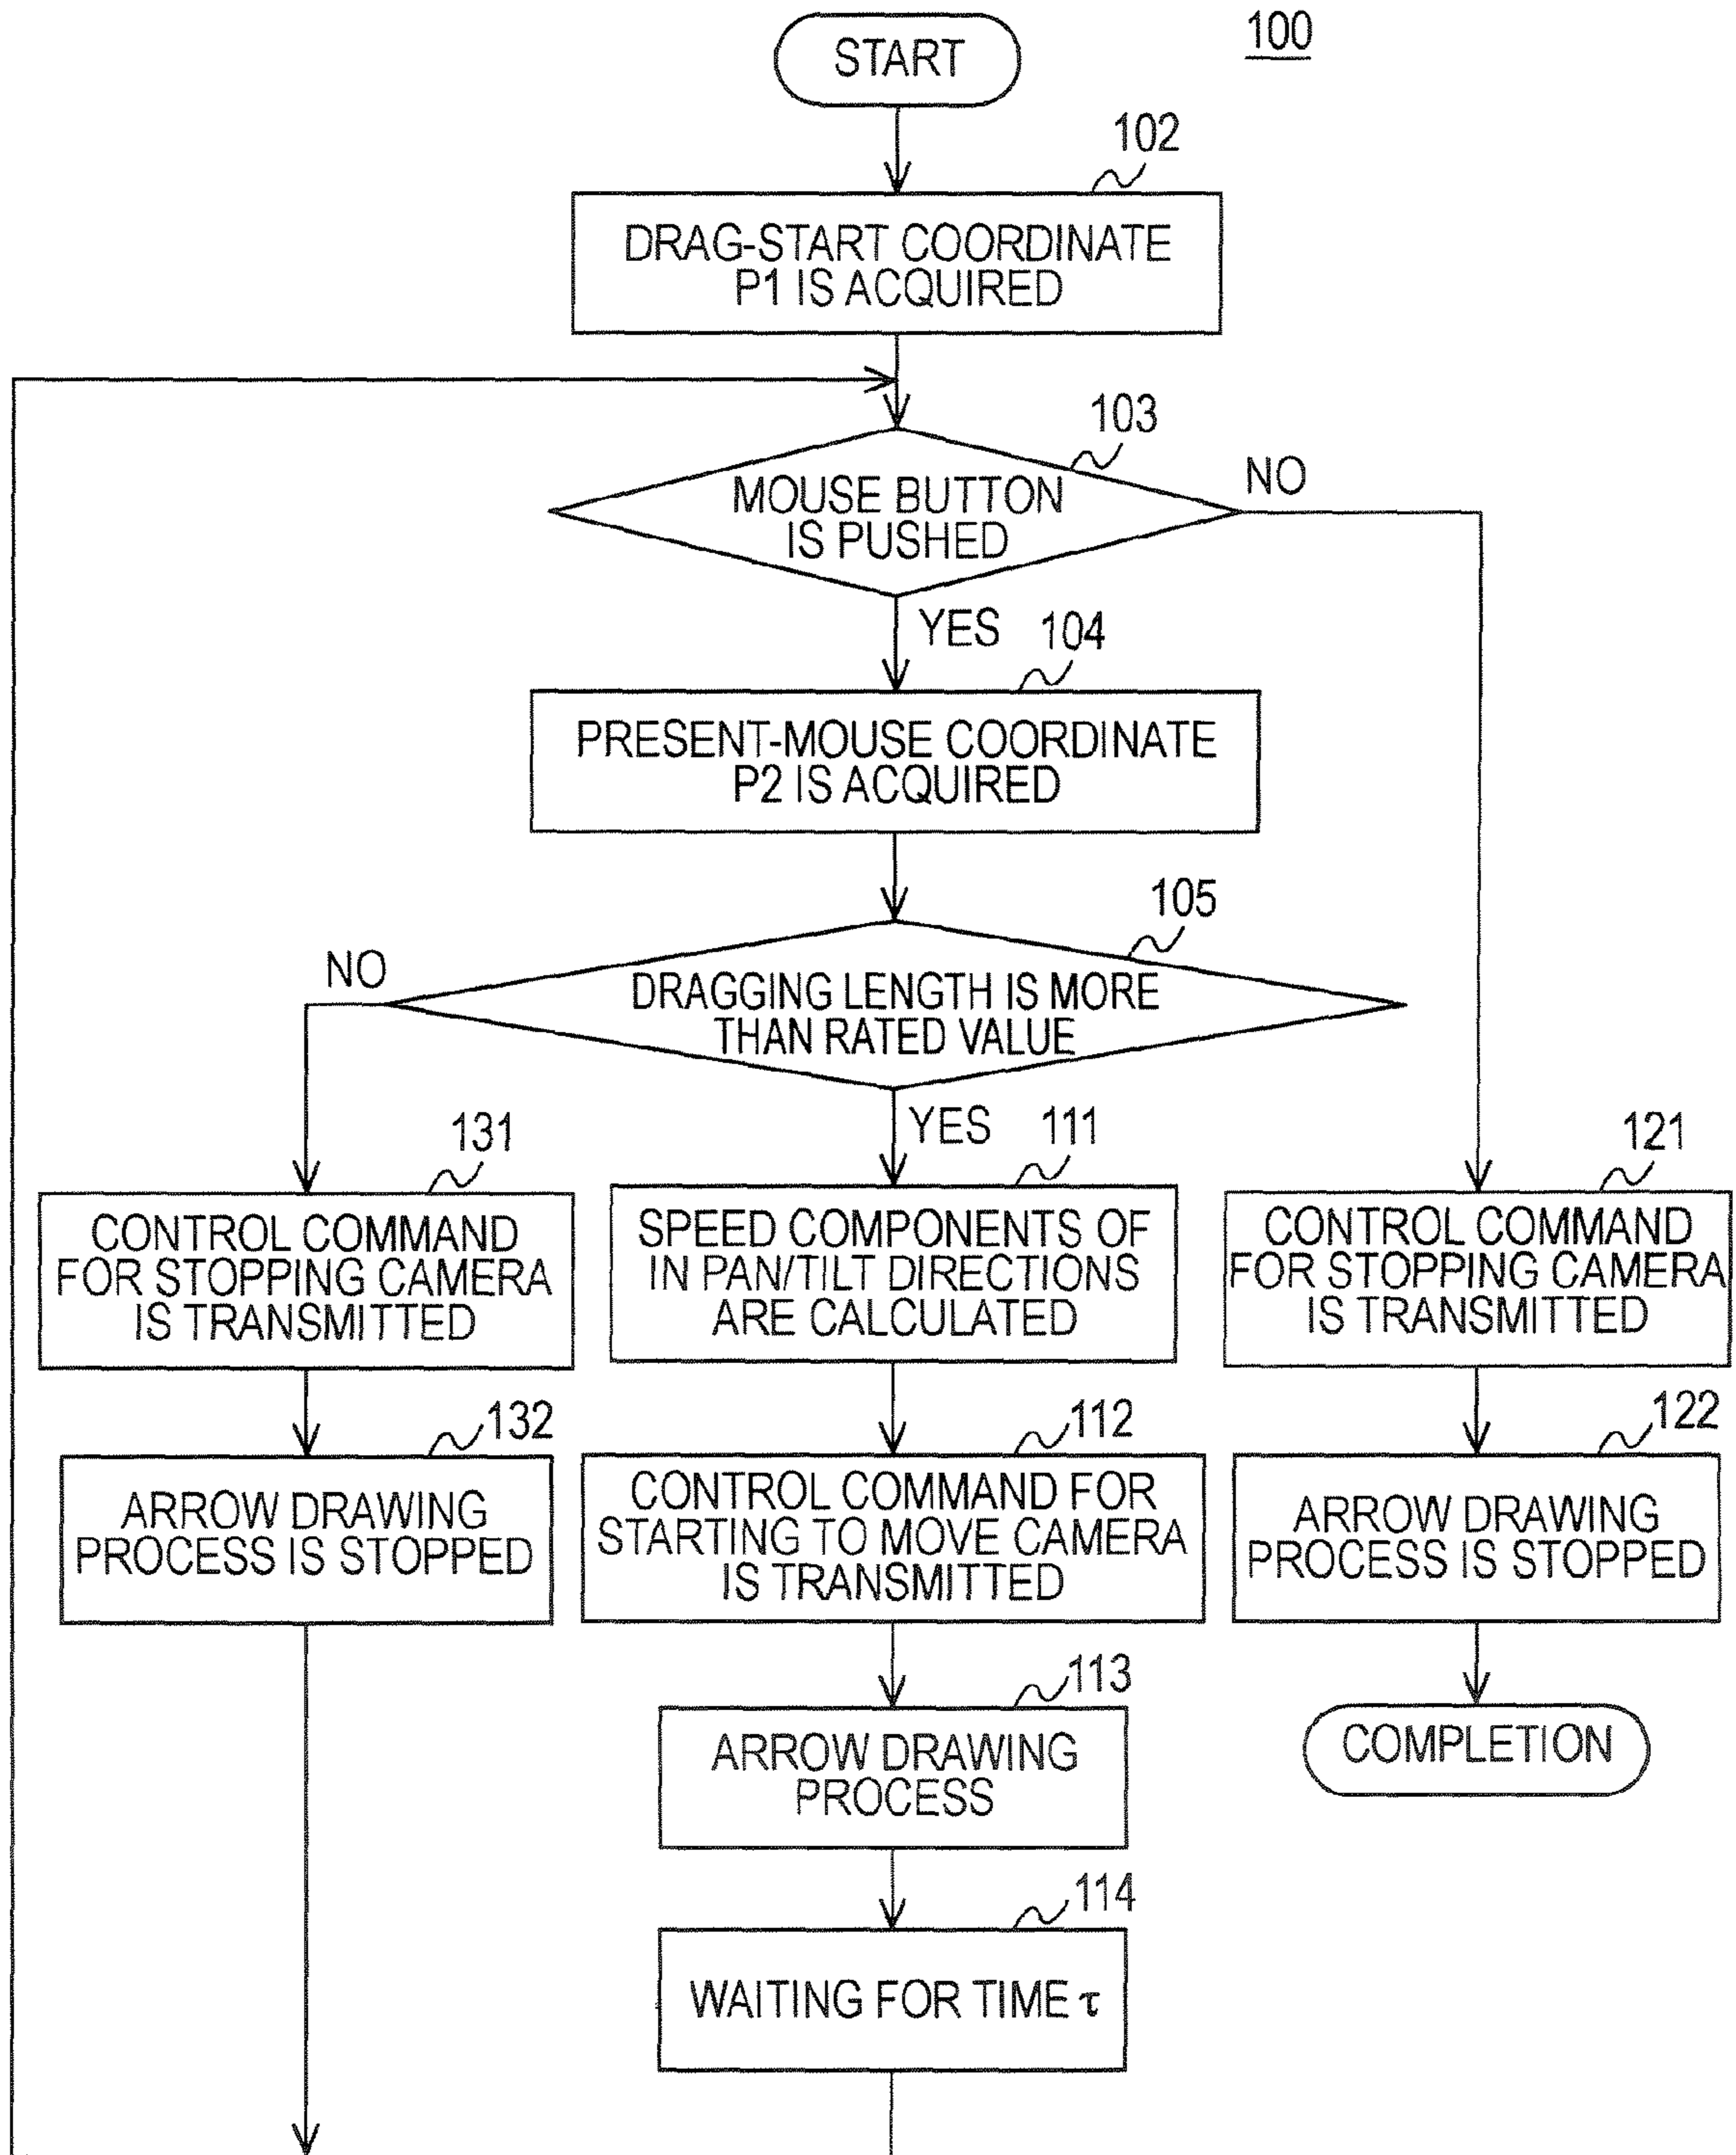 100
START
102
DRAG-START COORDINATE
P1 IS ACQUIRED
103
MOUSE BUTTON
IS PUSHED
NO
YES
104
PRESENT-MOUSE COORDINATE
P2 IS ACQUIRED
105
NO
DRAGGING LENGTH IS MORE
THAN RATED VALUE
YES
131
CONTROL COMMAND
FOR STOPPING CAMERA
IS TRANSMITTED
111
SPEED COMPONENTS OF
IN PAN/TILT DIRECTIONS
ARE CALCULATED
121
CONTROL COMMAND
FOR STOPPING CAMERA
IS TRANSMITTED
132
ARROW DRAWING
PROCESS IS STOPPED
112
CONTROL COMMAND FOR
STARTING TO MOVE CAMERA
IS TRANSMITTED
122
ARROW DRAWING
PROCESS IS STOPPED
113
ARROW DRAWING
PROCESS
COMPLETION
114
WAITING FOR TIME τ